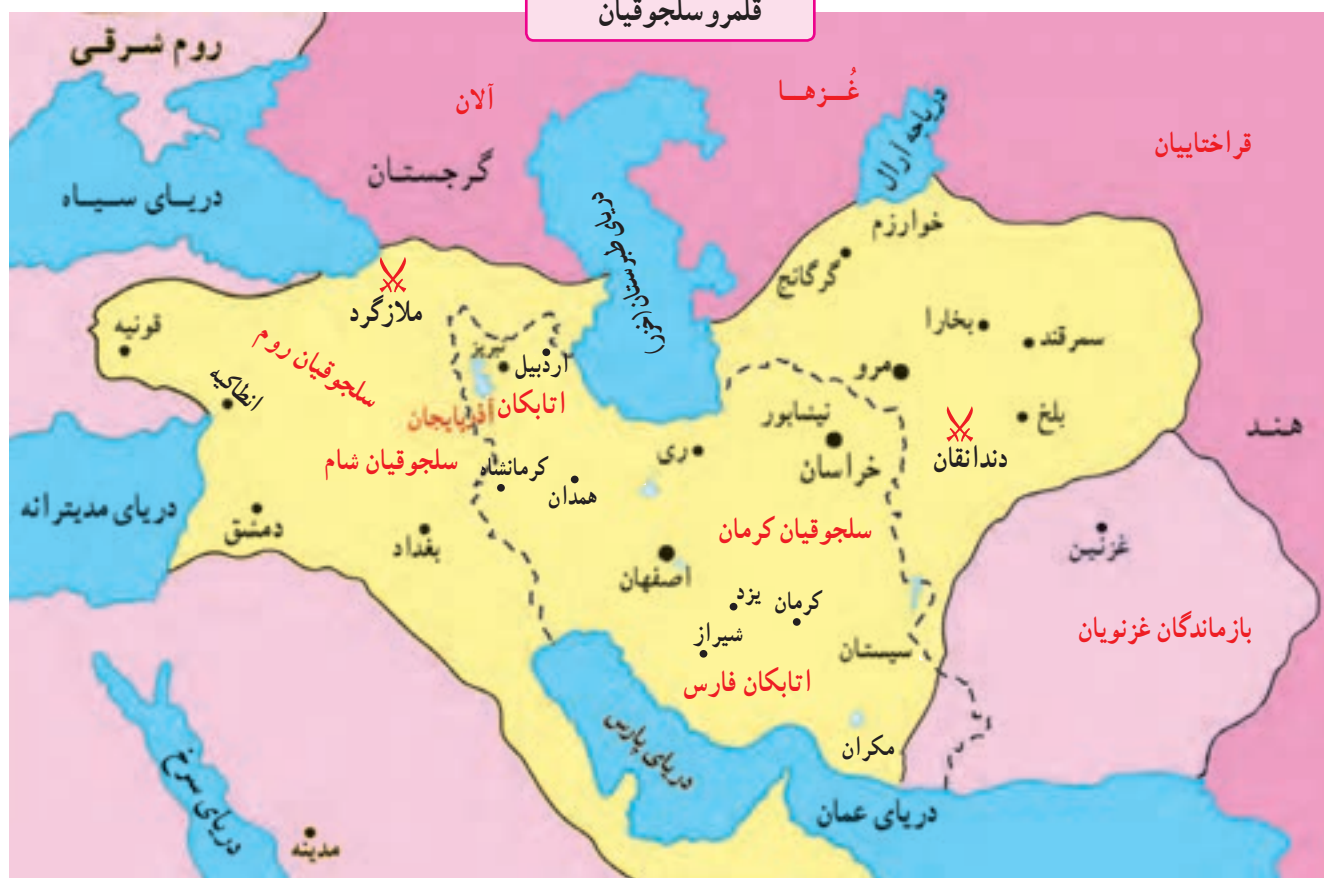 قلمرو سلجوقیان
روم شرقی
آلان
غُزها
دریاچه آرال
قراختاییان
گرجستان
دریای سیاه
دریای طبرستان (خزر)
خوارزم
گرگانج
ملازگرد
بخارا
سمرقند
قونیه
سلجوقیان روم
تبریز
اردبیل
مرو
انطاکیه
اتابکان آذربایجان
نیشابور
بلخ
هند
سلجوقیان شام
کرمانشاه
ری
خراسان
دندانقان
همدان
دریای مدیترانه
دمشق
بغداد
سلجوقیان کرمان
غزنین
اصفهان
یزد
کرمان
شیراز
سیستان
بازماندگان غزنویان
اتابکان فارس
دریای پارس
مکران
دریای سرخ
دریای عمان
مدینه